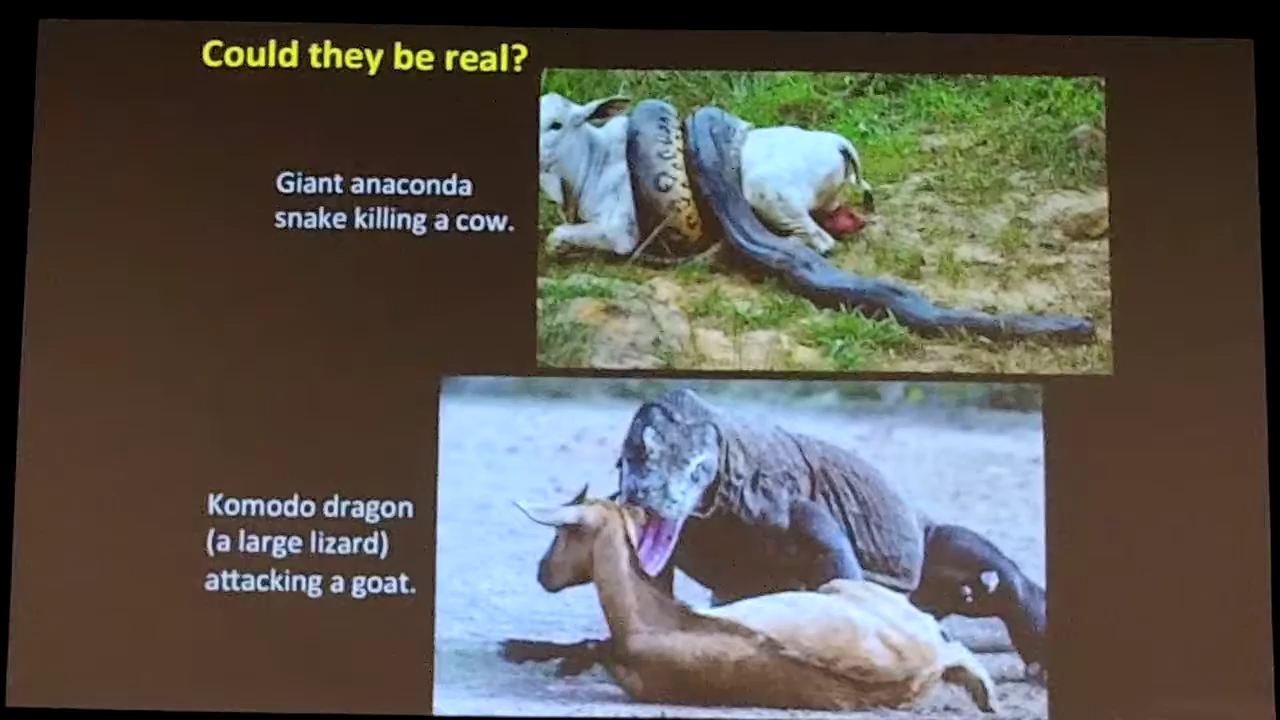 Could they be real?
Giant anaconda
snake killing a cow.
Komodo dragon
(a large lizard)
attacking a goat.